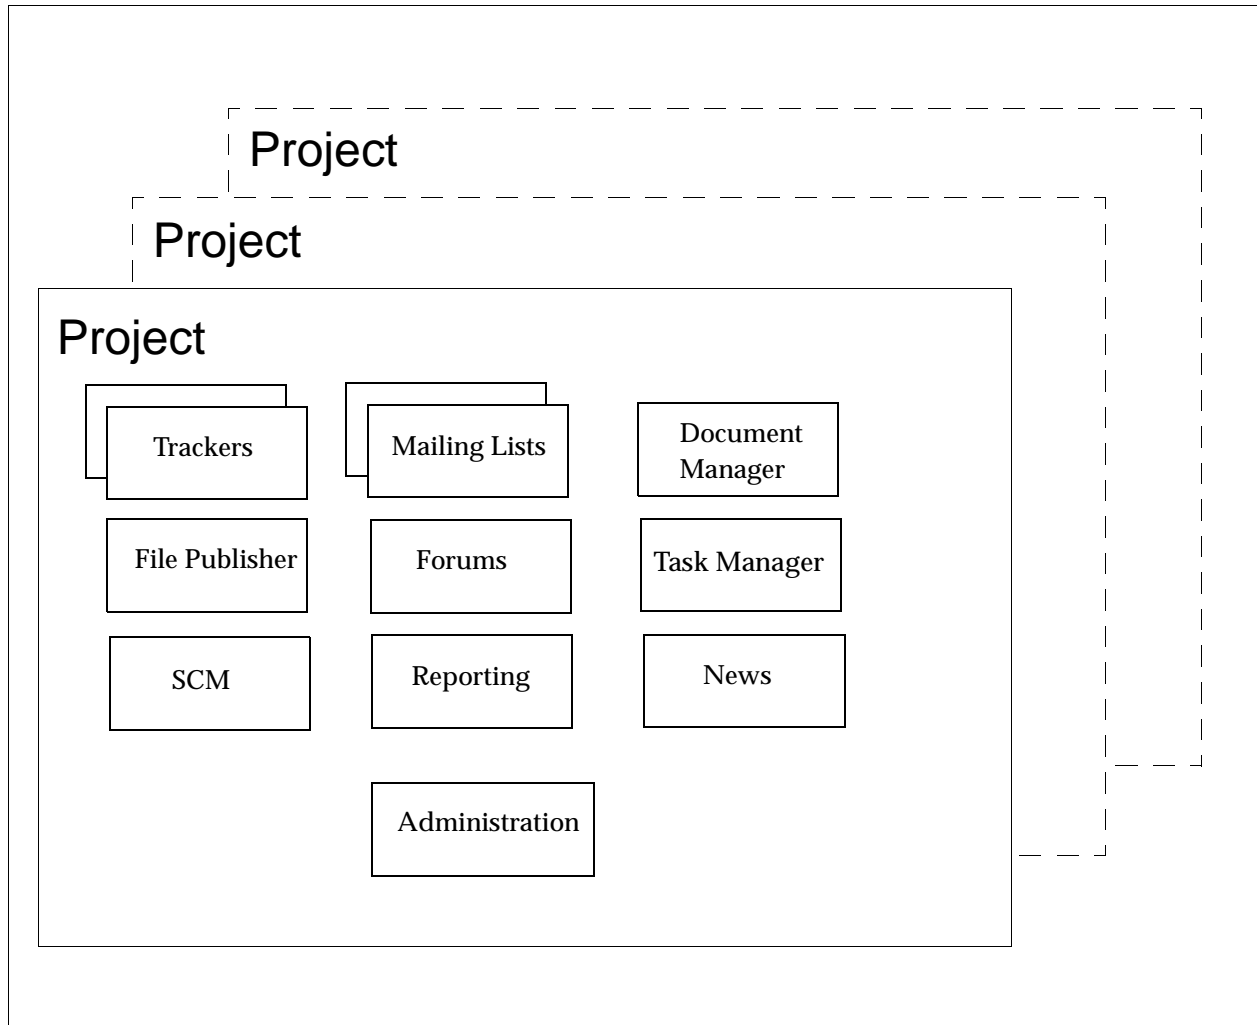 Project
Project
Project
Trackers
Mailing Lists
Document
Manager
File Publisher
Forums
Task Manager
SCM
Reporting
News
Administration